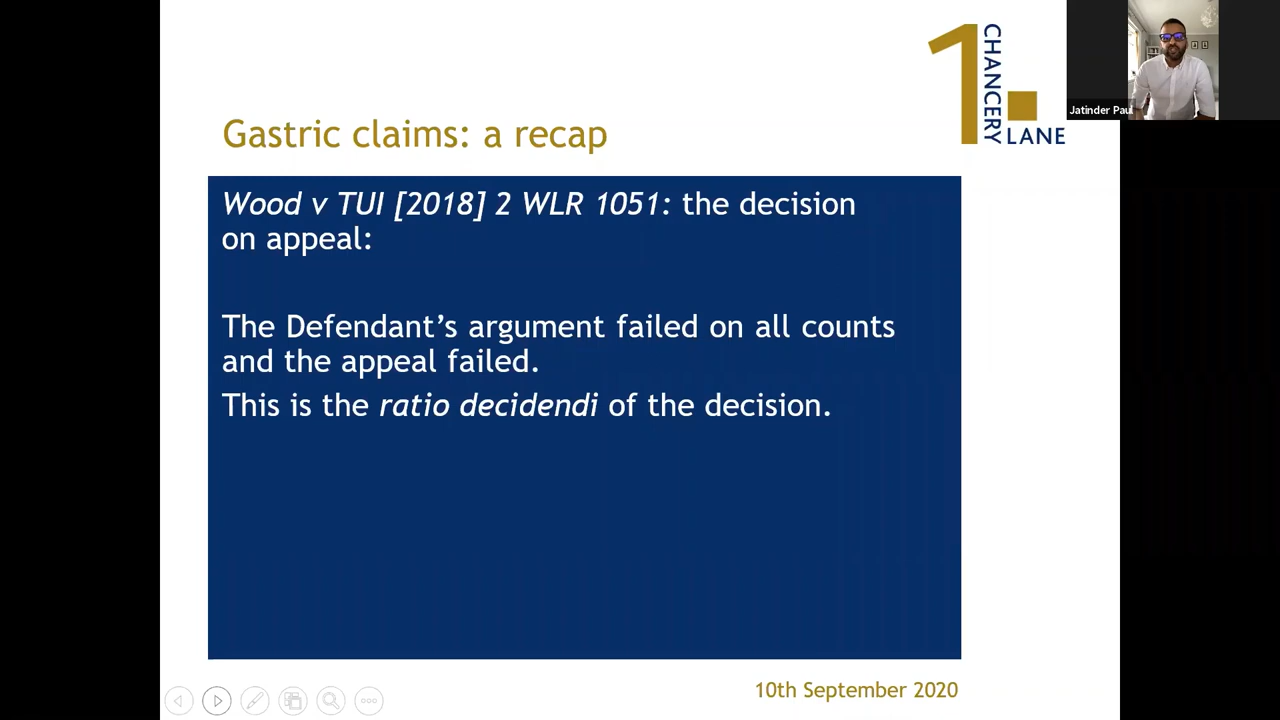 1 CHANCERY LANE
Jatinder Paul
Gastric claims: a recap
Wood v TUI [2018] 2 WLR 1051: the decision
on appeal:
The Defendant’s argument failed on all counts
and the appeal failed.
This is the ratio decidendi of the decision.
10th September 2020